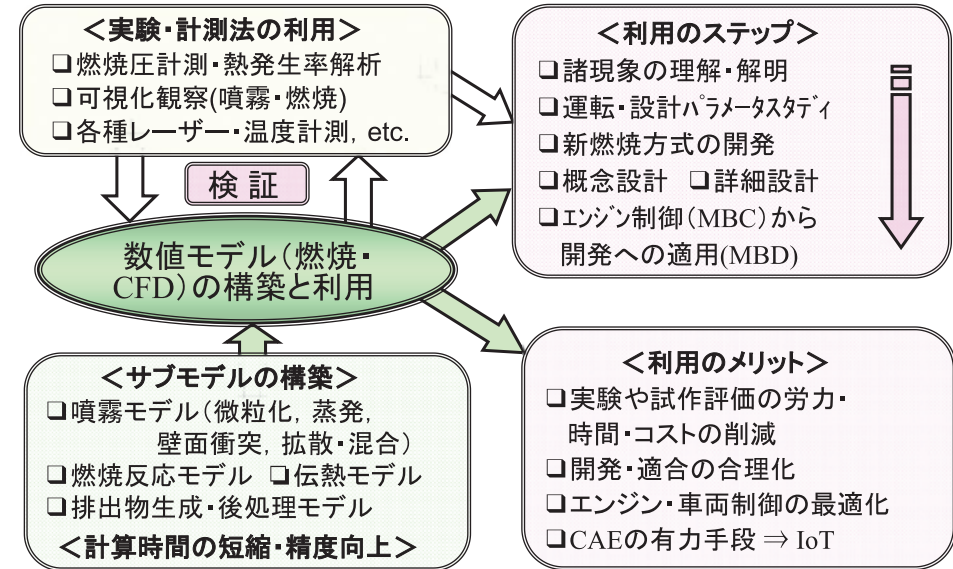 ＜実験･計測法の利用＞
❑燃焼圧計測･熱発生率解析
❑可視化観察(噴霧･燃焼)
❑各種レーザー･温度計測, etc.
検 証
数値モデル（燃焼･
CFD）の構築と利用
＜サブモデルの構築＞
❑噴霧モデル（微粒化，蒸発，
壁面衝突，拡散･混合）
❑燃焼反応モデル ❑伝熱モデル
❑排出物生成･後処理モデル
＜計算時間の短縮･精度向上＞
＜利用のステップ＞
❑諸現象の理解･解明
❑運転･設計ﾊﾟﾗﾒｰﾀｽﾀﾃﾞｨ
❑新燃焼方式の開発
❑概念設計 ❑詳細設計
❑ｴﾝｼﾞﾝ制御（MBC）から
開発への適用(MBD)
＜利用のメリット＞
❑実験や試作評価の労力･
時間･コストの削減
❑開発･適合の合理化
❑エンジン･車両制御の最適化
❑CAEの有力手段 ⇒ IoT